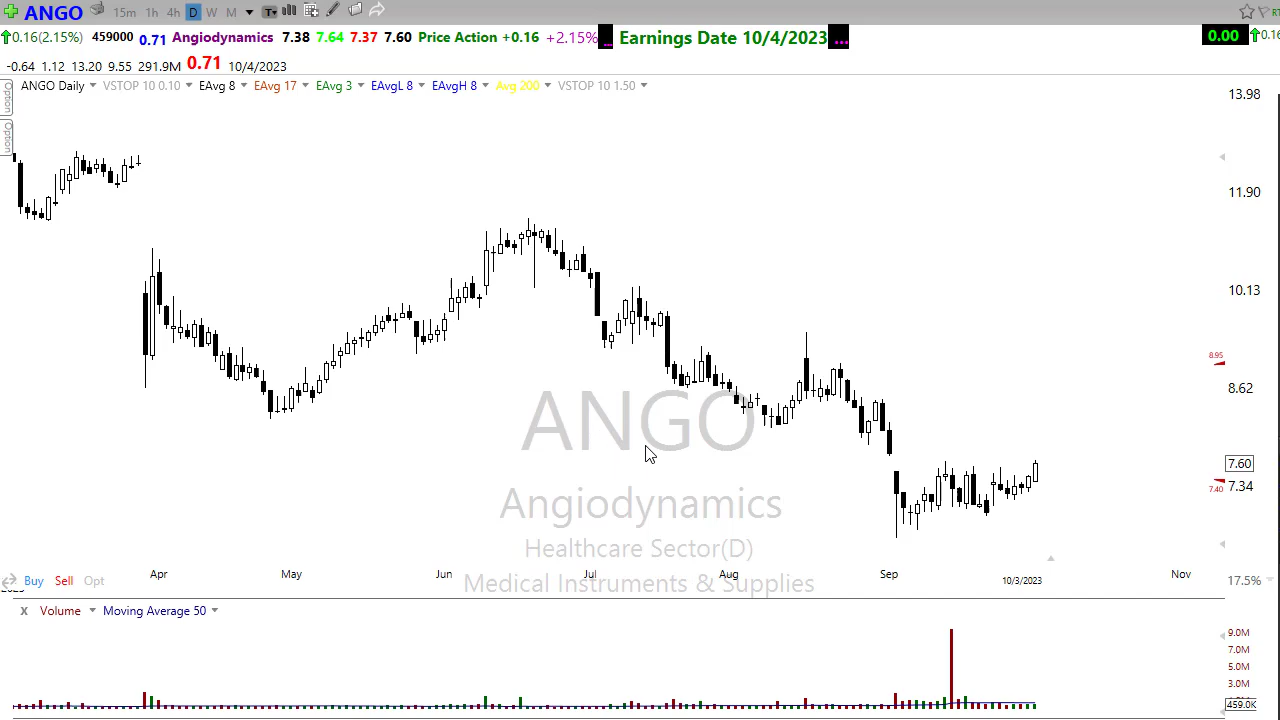 ANGO 15m 1h 4h D W M T
0.16(2.15%) 459000 0.71 Angiodynamics 7.38 7.64 7.37 7.60 Price Action +0.16 +2.15% ... Earnings Date 10/4/2023 ... 0.00 0.16
-0.64 1.12 13.20 9.55 291.9M 0.71 10/4/2023
ANGO Daily VSTOP 10 0.10 EAvg 8 EAvg 17 EAvg 3 EAvgL 8 EAvgH 8 Avg 200 VSTOP 10 1.50
Option
Option
13.98
11.90
10.13
8.95
8.62
7.60
7.34
7.40
ANGO
Angiodynamics
Healthcare Sector(D)
Medical Instruments & Supplies
Buy Sell Opt
Apr May Jun Jul Aug Sep 10/3/2023 Nov 17.5%
X Volume Moving Average 50
9.0M
7.0M
5.0M
3.0M
459.0K